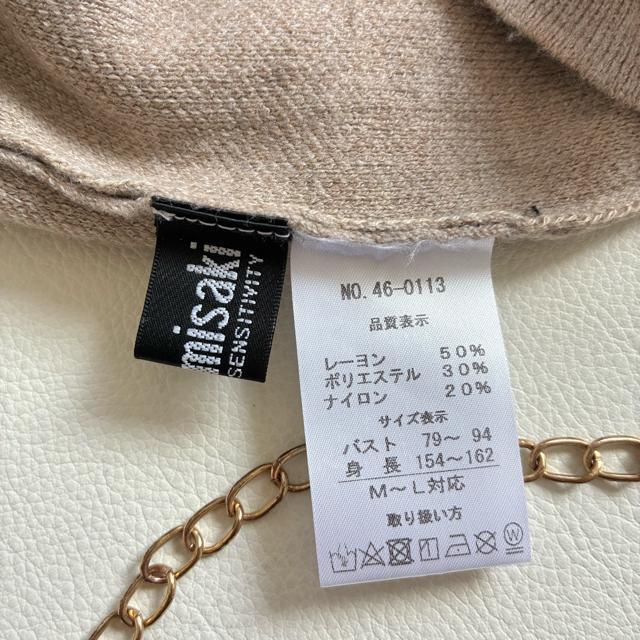 misaki
SENSITIVITY
NO. 46-0113
品質表示
レーヨン 50%
ポリエステル 30%
ナイロン 20%
サイズ表示
バスト 79～ 94
身 長 154～162
M～L対応
取り扱い方
W